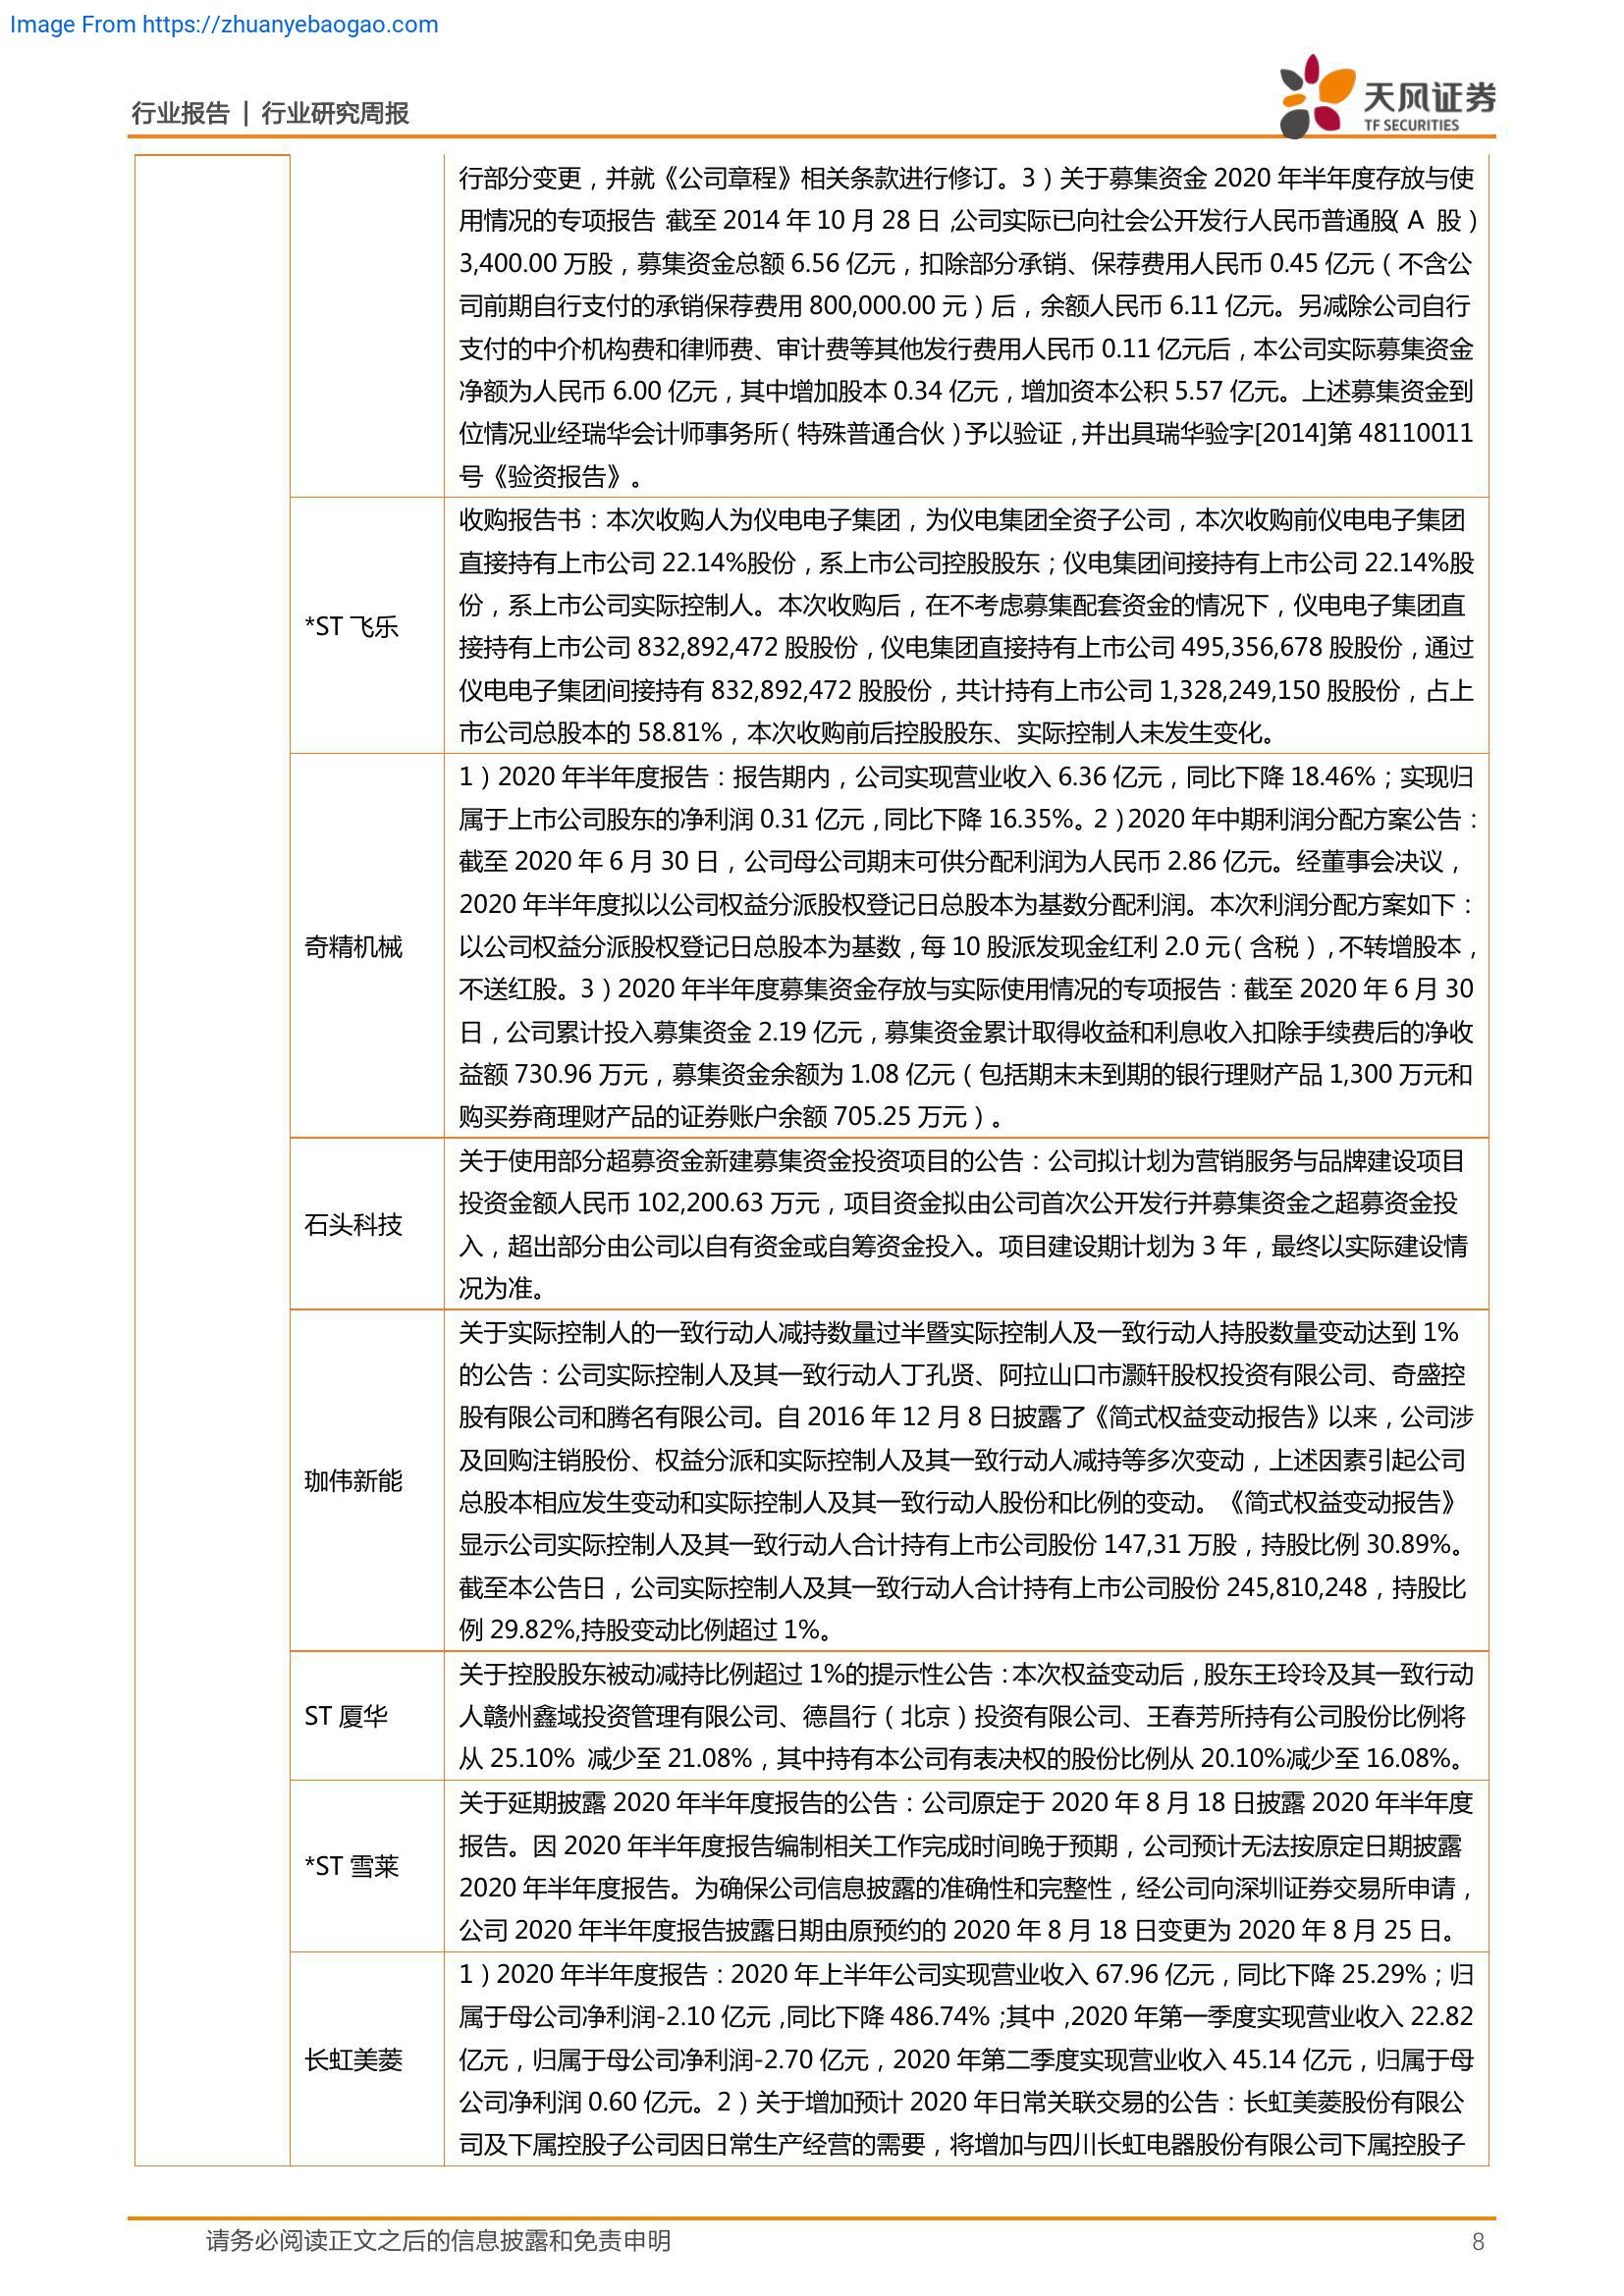 Image From https://zhuanyebaogao.com
行业报告 | 行业研究周报
天风证券
TF SECURITIES
行部分变更，并就《公司章程》相关条款进行修订。3）关于募集资金 2020 年半年度存放与使
用情况的专项报告：截至 2014 年 10 月 28 日，公司实际已向社会公开发行人民币普通股（A 股）
3,400.00 万股，募集资金总额 6.56 亿元，扣除部分承销、保荐费用人民币 0.45 亿元（不含公
司前期自行支付的承销保荐费用 800,000.00 元）后，余额人民币 6.11 亿元。另减除公司自行
支付的中介机构费和律师费、审计费等其他发行费用人民币 0.11 亿元后，本公司实际募集资金
净额为人民币 6.00 亿元，其中增加股本 0.34 亿元，增加资本公积 5.57 亿元。上述募集资金到
位情况业经瑞华会计师事务所（特殊普通合伙）予以验证，并出具瑞华验字[2014]第 48110011
号《验资报告》。
*ST 飞乐
收购报告书：本次收购人为仪电电子集团，为仪电集团全资子公司，本次收购前仪电电子集团
直接持有上市公司 22.14%股份，系上市公司控股股东；仪电集团间接持有上市公司 22.14%股
份，系上市公司实际控制人。本次收购后，在不考虑募集配套资金的情况下，仪电电子集团直
接持有上市公司 832,892,472 股股份，仪电集团直接持有上市公司 495,356,678 股股份，通过
仪电电子集团间接持有 832,892,472 股股份，共计持有上市公司 1,328,249,150 股股份，占上
市公司总股本的 58.81%，本次收购前后控股股东、实际控制人未发生变化。
奇精机械
1）2020 年半年度报告：报告期内，公司实现营业收入 6.36 亿元，同比下降 18.46%；实现归
属于上市公司股东的净利润 0.31 亿元，同比下降 16.35%。2）2020 年中期利润分配方案公告：
截至 2020 年 6 月 30 日，公司母公司期末可供分配利润为人民币 2.86 亿元。经董事会决议，
2020 年半年度拟以公司权益分派股权登记日总股本为基数分配利润。本次利润分配方案如下：
以公司权益分派股权登记日总股本为基数，每 10 股派发现金红利 2.0 元（含税），不转增股本，
不送红股。3）2020 年半年度募集资金存放与实际使用情况的专项报告：截至 2020 年 6 月 30
日，公司累计投入募集资金 2.19 亿元，募集资金累计取得收益和利息收入扣除手续费后的净收
益额 730.96 万元，募集资金余额为 1.08 亿元（包括期末未到期的银行理财产品 1,300 万元和
购买券商理财产品的证券账户余额 705.25 万元）。
石头科技
关于使用部分超募资金新建募集资金投资项目的公告：公司拟计划为营销服务与品牌建设项目
投资金额人民币 102,200.63 万元，项目资金拟由公司首次公开发行并募集资金之超募资金投
入，超出部分由公司以自有资金或自筹资金投入。项目建设期计划为 3 年，最终以实际建设情
况为准。
珈伟新能
关于实际控制人的一致行动人减持数量过半暨实际控制人及一致行动人持股数量变动达到 1%
的公告：公司实际控制人及其一致行动人丁孔贤、阿拉山口市灏轩股权投资有限公司、奇盛控
股有限公司和腾名有限公司。自 2016 年 12 月 8 日披露了《简式权益变动报告》以来，公司涉
及回购注销股份、权益分派和实际控制人及其一致行动人减持等多次变动，上述因素引起公司
总股本相应发生变动和实际控制人及其一致行动人股份和比例的变动。《简式权益变动报告》
显示公司实际控制人及其一致行动人合计持有上市公司股份 147,31 万股，持股比例 30.89%。
截至本公告日，公司实际控制人及其一致行动人合计持有上市公司股份 245,810,248，持股比
例 29.82%,持股变动比例超过 1%。
ST 厦华
关于控股股东被动减持比例超过 1%的提示性公告：本次权益变动后，股东王玲玲及其一致行动
人赣州鑫域投资管理有限公司、德昌行（北京）投资有限公司、王春芳所持有公司股份比例将
从 25.10% 减少至 21.08%，其中持有本公司有表决权的股份比例从 20.10%减少至 16.08%。
*ST 雪莱
关于延期披露 2020 年半年度报告的公告：公司原定于 2020 年 8 月 18 日披露 2020 年半年度
报告。因 2020 年半年度报告编制相关工作完成时间晚于预期，公司预计无法按原定日期披露
2020 年半年度报告。为确保公司信息披露的准确性和完整性，经公司向深圳证券交易所申请，
公司 2020 年半年度报告披露日期由原预约的 2020 年 8 月 18 日变更为 2020 年 8 月 25 日。
长虹美菱
1）2020 年半年度报告：2020 年上半年公司实现营业收入 67.96 亿元，同比下降 25.29%；归
属于母公司净利润-2.10 亿元，同比下降 486.74%；其中，2020 年第一季度实现营业收入 22.82
亿元，归属于母公司净利润-2.70 亿元，2020 年第二季度实现营业收入 45.14 亿元，归属于母
公司净利润 0.60 亿元。2）关于增加预计 2020 年日常关联交易的公告：长虹美菱股份有限公
司及下属控股子公司因日常生产经营的需要，将增加与四川长虹电器股份有限公司下属控股子
请务必阅读正文之后的信息披露和免责申明
8